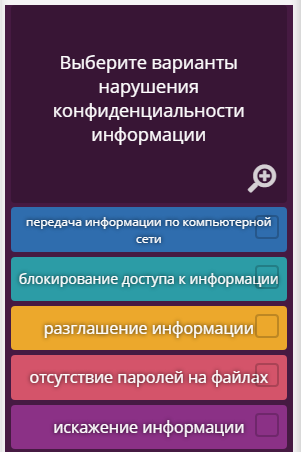 Выберите варианты
нарушения
конфиденциальности
информации
передача информации по компьютерной
сети
блокирование доступа к информации
разглашение информации
отсутствие паролей на файлах
искажение информации